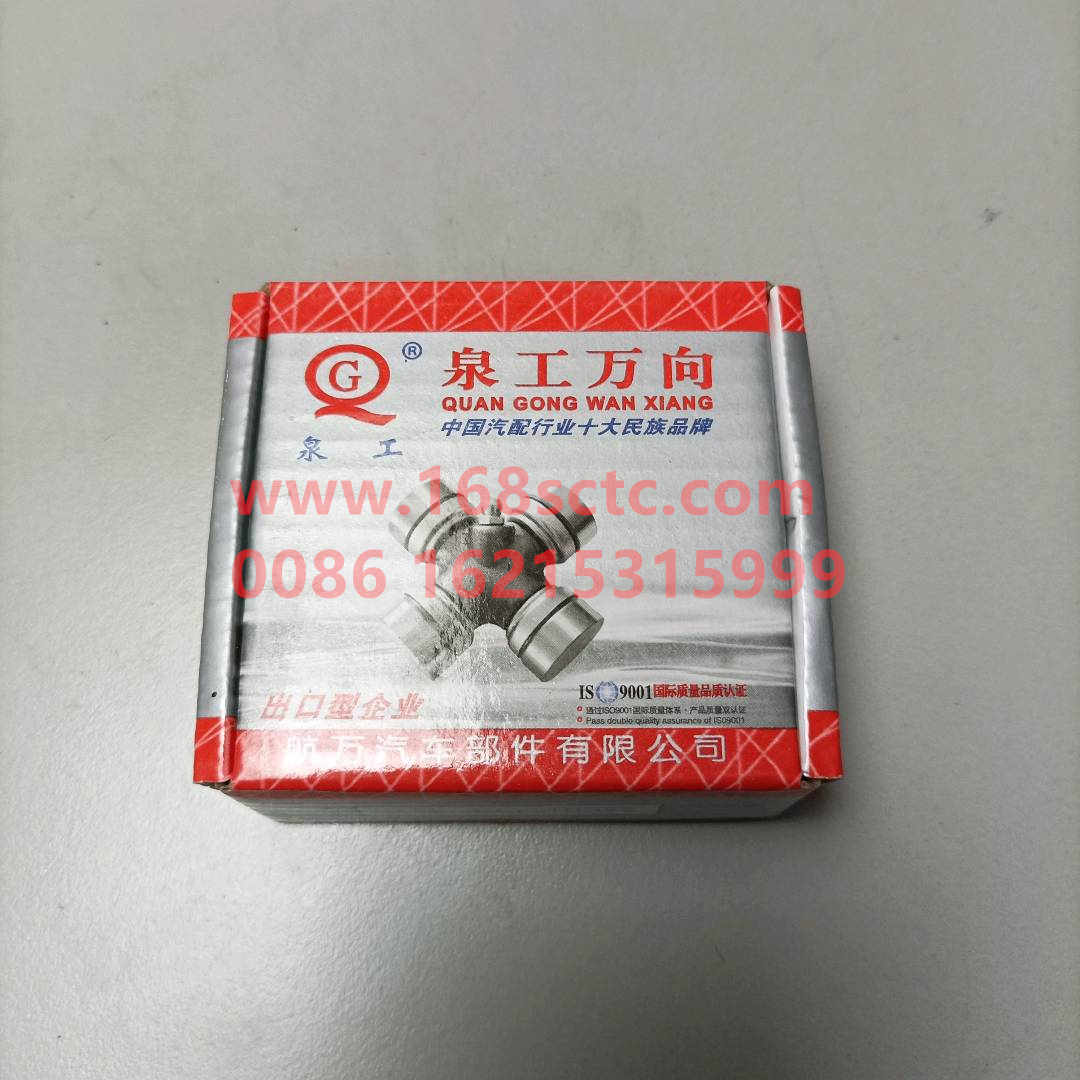 G ®
泉工万向
QUAN GONG WAN XIANG
中国汽配行业十大民族品牌
泉 工
www.168sctc.com
0086 16215315999
出口型企业
ISO9001国际质量品质认证
通过ISO9001国际质量体系·产品质量双认证
Pass double quality assurance of ISO9001
万汽车部件有限公司